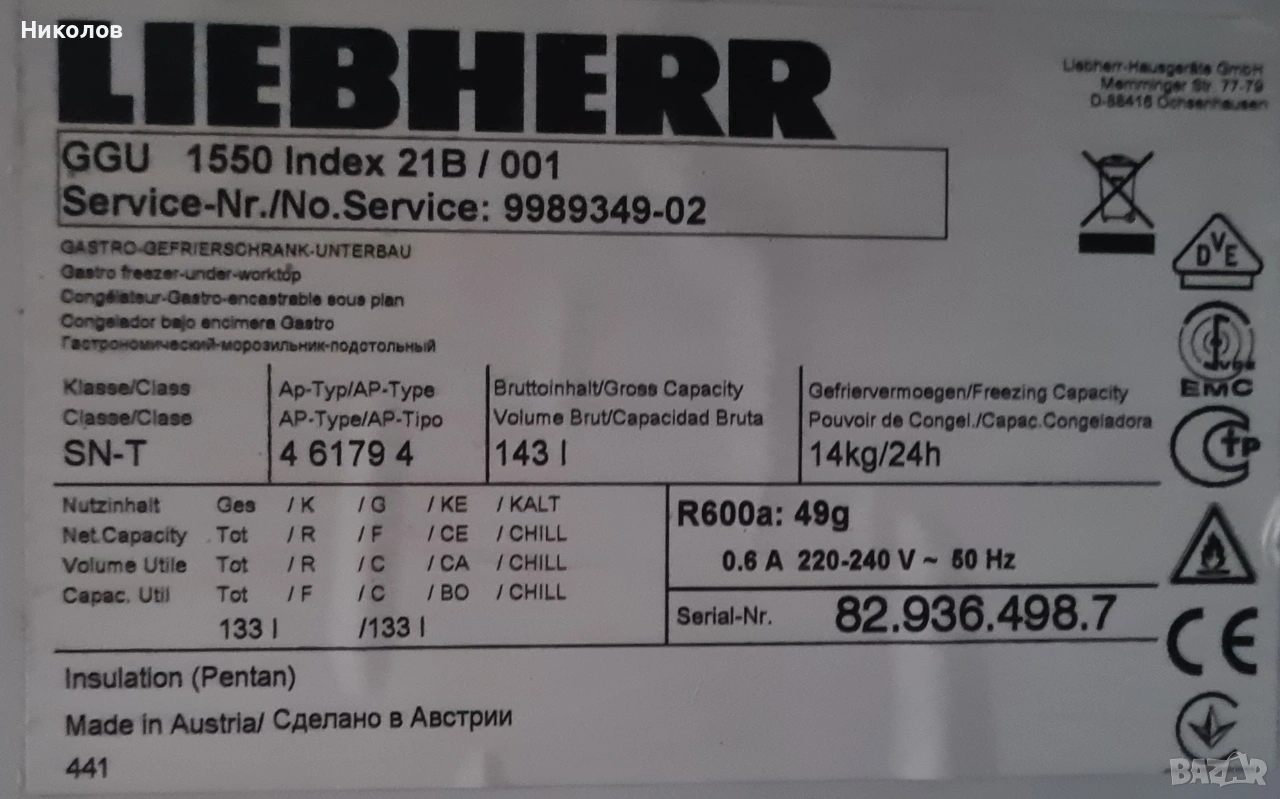 Николов
LIEBHERR
Liebherr-Hausgeräte GmbH
Memminger Str. 77-79
D-88416 Ochsenhausen
GGU 1550 Index 21B / 001
Service-Nr./No.Service: 9989349-02
GASTRO-GEFRIERSCHRANK-UNTERBAU
Gastro freezer-under-worktop
Congélateur-Gastro-encastrable sous plan
Congelador bajo encimera Gastro
Гастрономический-морозильник-подстольный
Klasse/Class
Classe/Clase
SN-T
Ap-Typ/AP-Type
AP-Type/AP-Tipo
4 6179 4
Bruttoinhalt/Gross Capacity
Volume Brut/Capacidad Bruta
143 l
Gefriervermoegen/Freezing Capacity
Pouvoir de Congel./Capac.Congeladora
14kg/24h
Nutzinhalt Ges / K / G / KE / KALT
Net.Capacity Tot / R / F / CE / CHILL
Volume Utile Tot / R / C / CA / CHILL
Capac. Util Tot / F / C / BO / CHILL
133 l /133 l
R600a: 49g
0.6 A 220-240 V ~ 50 Hz
Serial-Nr. 82.936.498.7
Insulation (Pentan)
Made in Austria/ Сделано в Австрии
441
DVE
EMC
CE
BAZAR